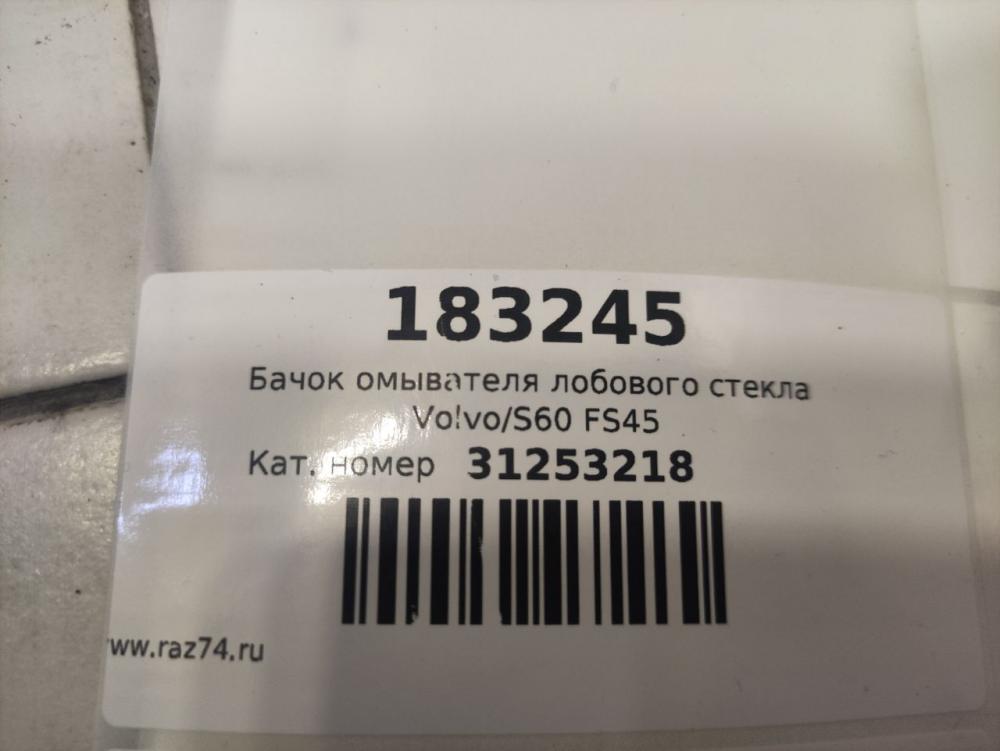 183245
Бачок омывателя лобового стекла
Volvo/S60 FS45
Кат. номер 31253218
www.raz74.ru